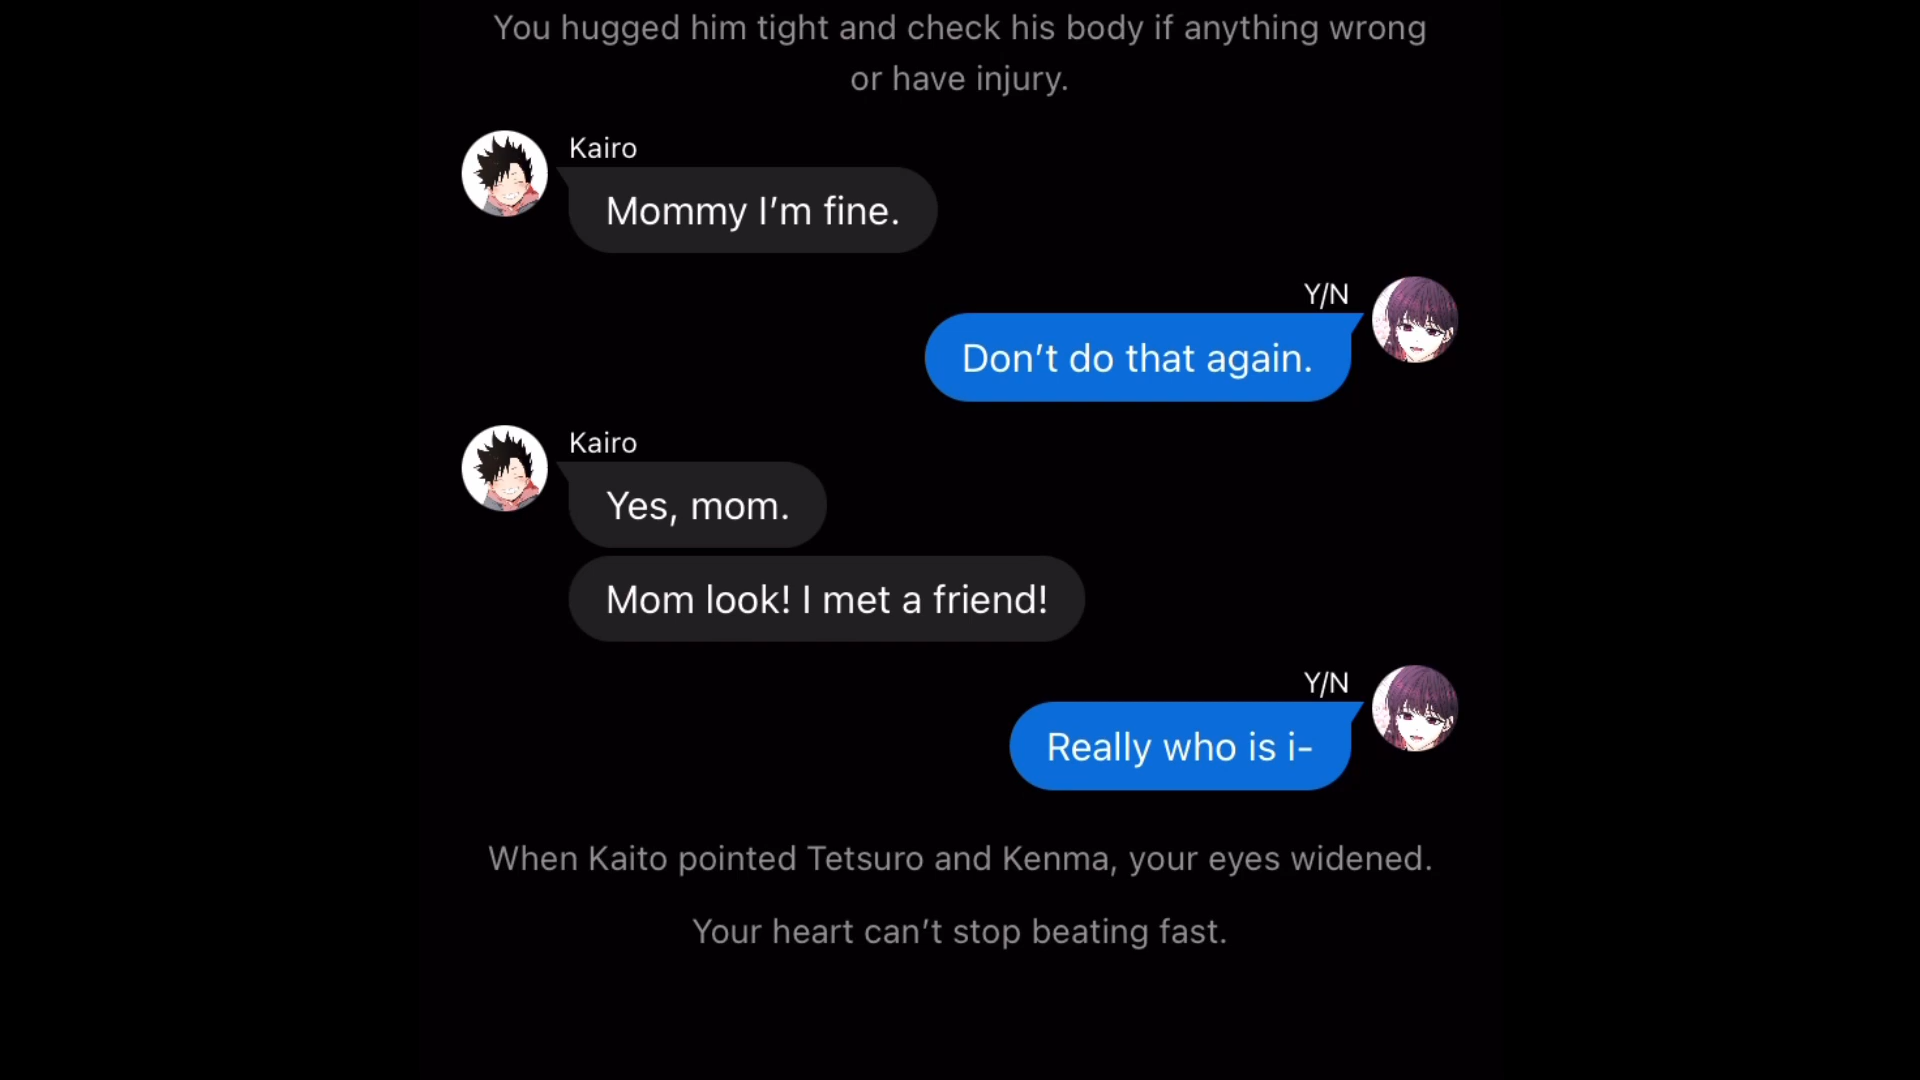 You hugged him tight and check his body if anything wrong
or have injury.
Kairo
Mommy I’m fine.
Y/N
Don’t do that again.
Kairo
Yes, mom.
Mom look! I met a friend!
Y/N
Really who is i-
When Kaito pointed Tetsuro and Kenma, your eyes widened.
Your heart can’t stop beating fast.